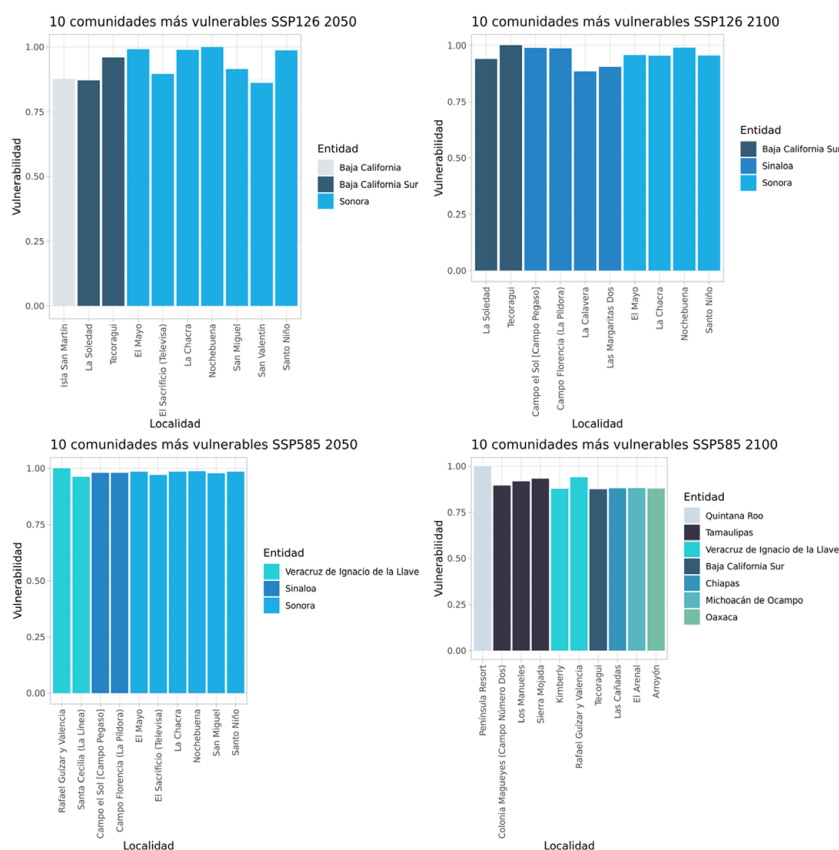 10 comunidades más vulnerables SSP126 2050
Vulnerabilidad
1.00
0.75
0.50
0.25
0.00
Isla San Martín
La Soledad
Tecoragui
El Mayo
El Sacrificio (Televisa)
La Chacra
Nochebuena
San Miguel
San Valentín
Santo Niño
Localidad
Entidad
Baja California
Baja California Sur
Sonora
10 comunidades más vulnerables SSP126 2100
Vulnerabilidad
1.00
0.75
0.50
0.25
0.00
La Soledad
Tecoragui
Campo el Sol [Campo Pegaso]
Campo Florencia (La Píldora)
La Calavera
Las Margaritas Dos
El Mayo
La Chacra
Nochebuena
Santo Niño
Localidad
Entidad
Baja California Sur
Sinaloa
Sonora
10 comunidades más vulnerables SSP585 2050
Vulnerabilidad
1.00
0.75
0.50
0.25
0.00
Rafael Guízar y Valencia
Santa Cecilia (La Línea)
Campo el Sol [Campo Pegaso]
Campo Florencia (La Píldora)
El Mayo
El Sacrificio (Televisa)
La Chacra
Nochebuena
San Miguel
Santo Niño
Localidad
Entidad
Veracruz de Ignacio de la Llave
Sinaloa
Sonora
10 comunidades más vulnerables SSP585 2100
Vulnerabilidad
1.00
0.75
0.50
0.25
0.00
Península Resort
Colonia Magueyes (Campo Número Dos)
Los Manueles
Sierra Mojada
Kimberly
Rafael Guízar y Valencia
Tecoragui
Las Cañadas
El Arenal
Arroyón
Localidad
Entidad
Quintana Roo
Tamaulipas
Veracruz de Ignacio de la Llave
Baja California Sur
Chiapas
Michoacán de Ocampo
Oaxaca